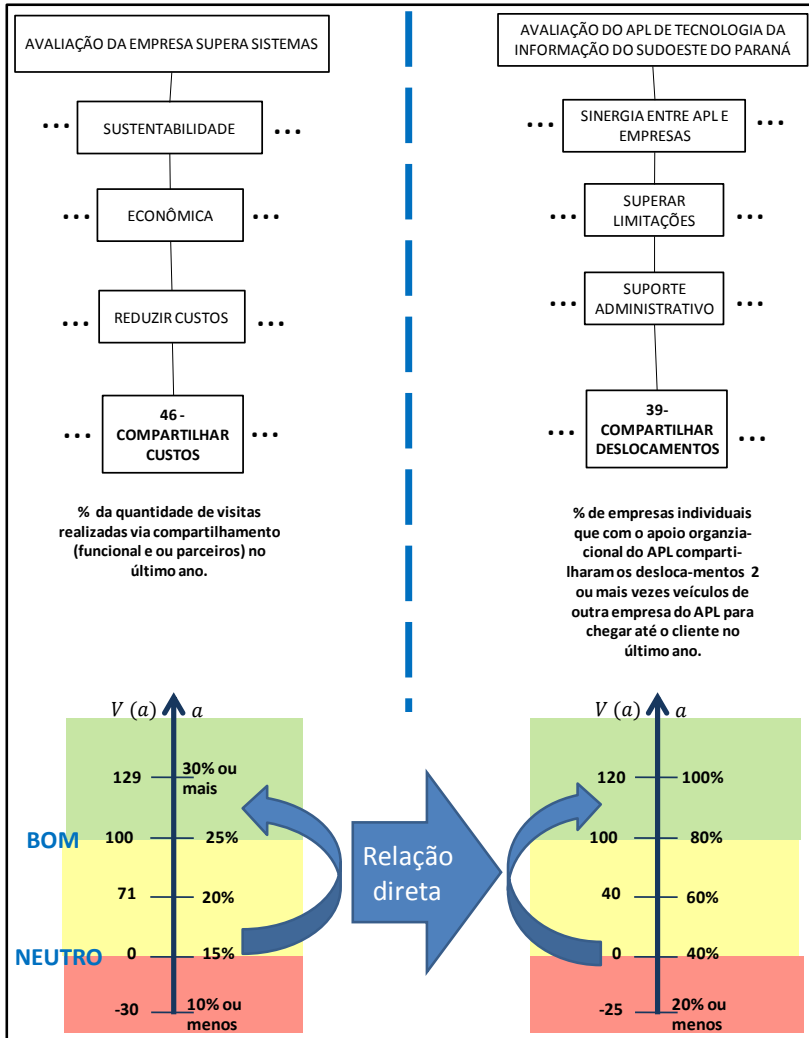 AVALIAÇÃO DA EMPRESA SUPERA SISTEMAS
... SUSTENTABILIDADE ...
... ECONÔMICA ...
... REDUZIR CUSTOS ...
46 -
... COMPARTILHAR ...
CUSTOS
% da quantidade de visitas
realizadas via compartilhamento
(funcional e ou parceiros) no
último ano.
AVALIAÇÃO DO APL DE TECNOLOGIA DA
INFORMAÇÃO DO SUDOESTE DO PARANÁ
... SINERGIA ENTRE APL E ...
EMPRESAS
... SUPERAR ...
LIMITAÇÕES
... SUPORTE ...
ADMINISTRATIVO
39-
... COMPARTILHAR ...
DESLOCAMENTOS
% de empresas individuais
que com o apoio organzia-
cional do APL comparti-
lharam os desloca-mentos 2
ou mais vezes veículos de
outra empresa do APL para
chegar até o cliente no
último ano.
V (a) a
129 30% ou
mais
BOM 100 25%
71 20%
NEUTRO 0 15%
-30 10% ou
menos
Relação
direta
V (a) a
120 100%
100 80%
40 60%
0 40%
-25 20% ou
menos